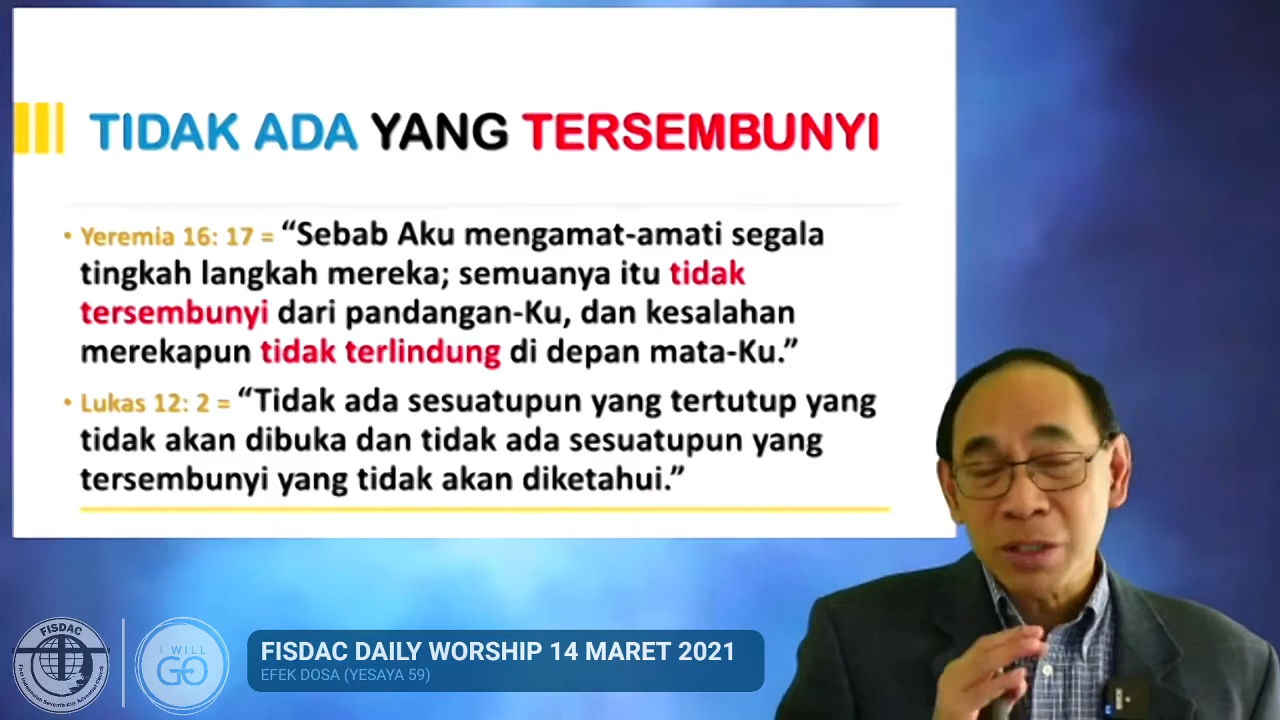 TIDAK ADA YANG TERSEMBUNYI
• Yeremia 16: 17 = “Sebab Aku mengamat-amati segala
tingkah langkah mereka; semuanya itu tidak
tersembunyi dari pandangan-Ku, dan kesalahan
merekapun tidak terlindung di depan mata-Ku.”
• Lukas 12: 2 = “Tidak ada sesuatupun yang tertutup yang
tidak akan dibuka dan tidak ada sesuatupun yang
tersembunyi yang tidak akan diketahui.”
FISDAC
I WILL
GO
FISDAC DAILY WORSHIP 14 MARET 2021
EFEK DOSA (YESAYA 59)